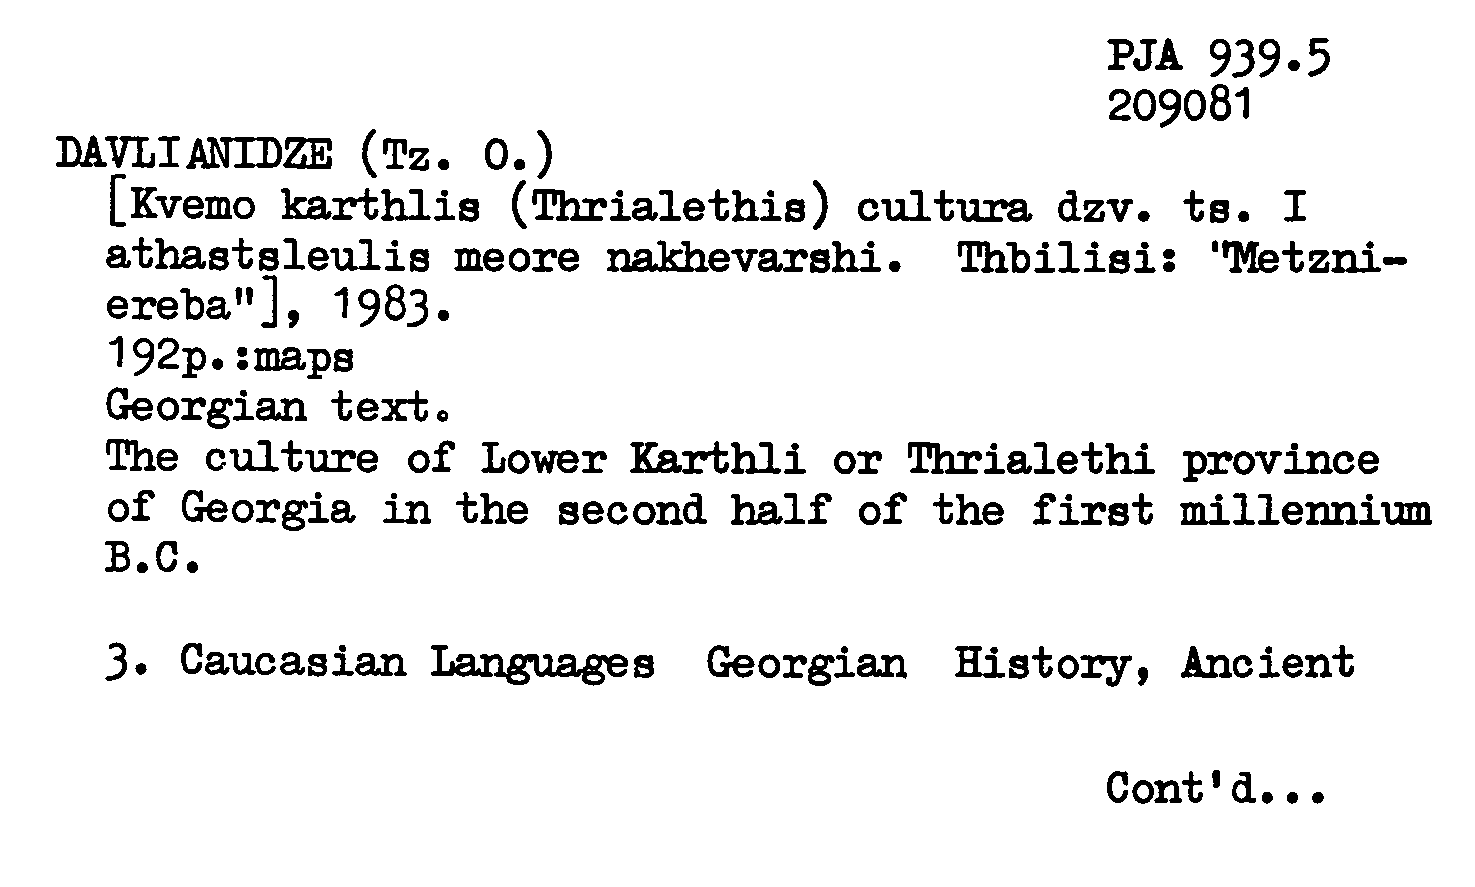 PJA 939.5
209081
DAVLIANIDZE (Tz. O.)
[Kvemo karthlis (Thrialethis) cultura dzv. ts. I
athastsleulis meore nakhevarshi. Thbilisi: "Metzni-
ereba"], 1983.
192p.:maps
Georgian text.
The culture of Lower Karthli or Thrialethi province
of Georgia in the second half of the first millennium
B.C.
3. Caucasian Languages Georgian History, Ancient
Cont'd...